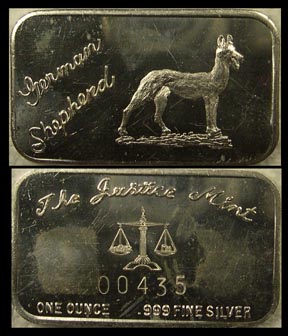 German
Shepherd
The Justice Mint
00435
ONE OUNCE .999 FINE SILVER